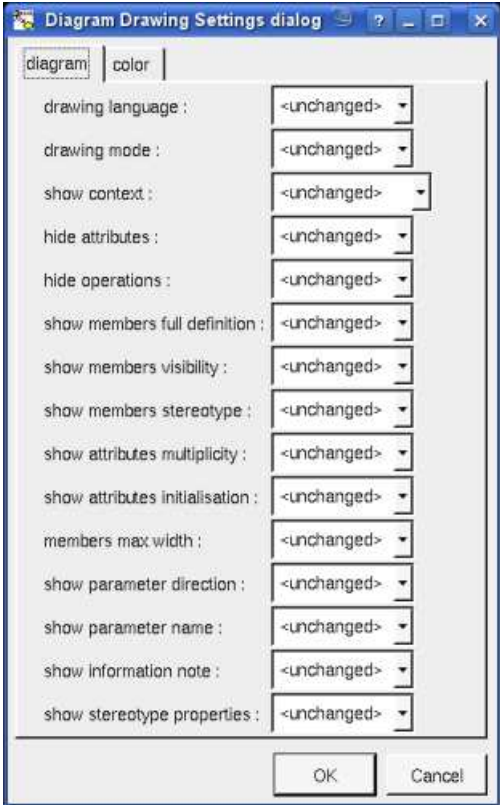 Diagram Drawing Settings dialog ?
diagram color
drawing language : <unchanged>
drawing mode : <unchanged>
show context : <unchanged>
hide attributes : <unchanged>
hide operations : <unchanged>
show members full definition : <unchanged>
show members visibility : <unchanged>
show members stereotype : <unchanged>
show attributes multiplicity : <unchanged>
show attributes initialisation : <unchanged>
members max width : <unchanged>
show parameter direction : <unchanged>
show parameter name : <unchanged>
show information note : <unchanged>
show stereotype properties : <unchanged>
OK Cancel